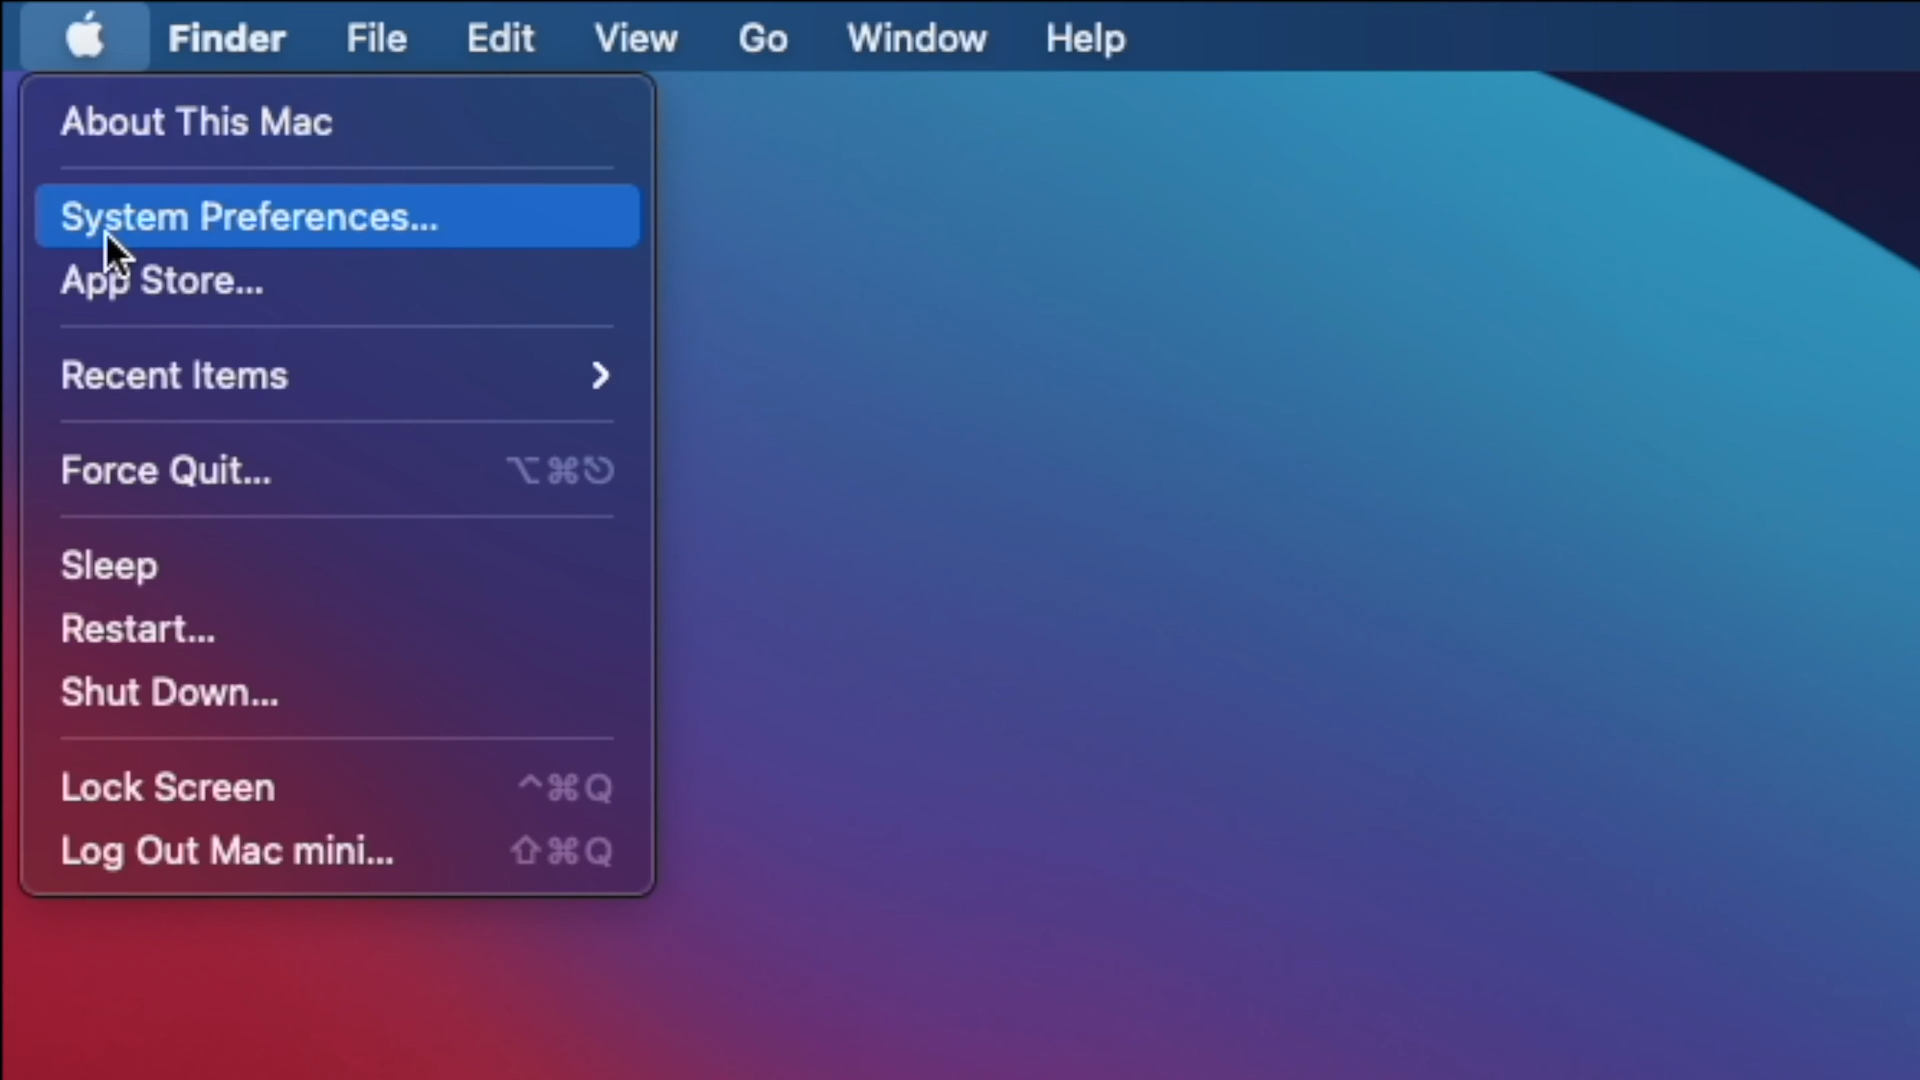 Finder File Edit View Go Window Help
About This Mac
System Preferences...
App Store...
Recent Items
Force Quit... ⌥⌘⎋
Sleep
Restart...
Shut Down...
Lock Screen ^⌘Q
Log Out Mac mini... ⇧⌘Q